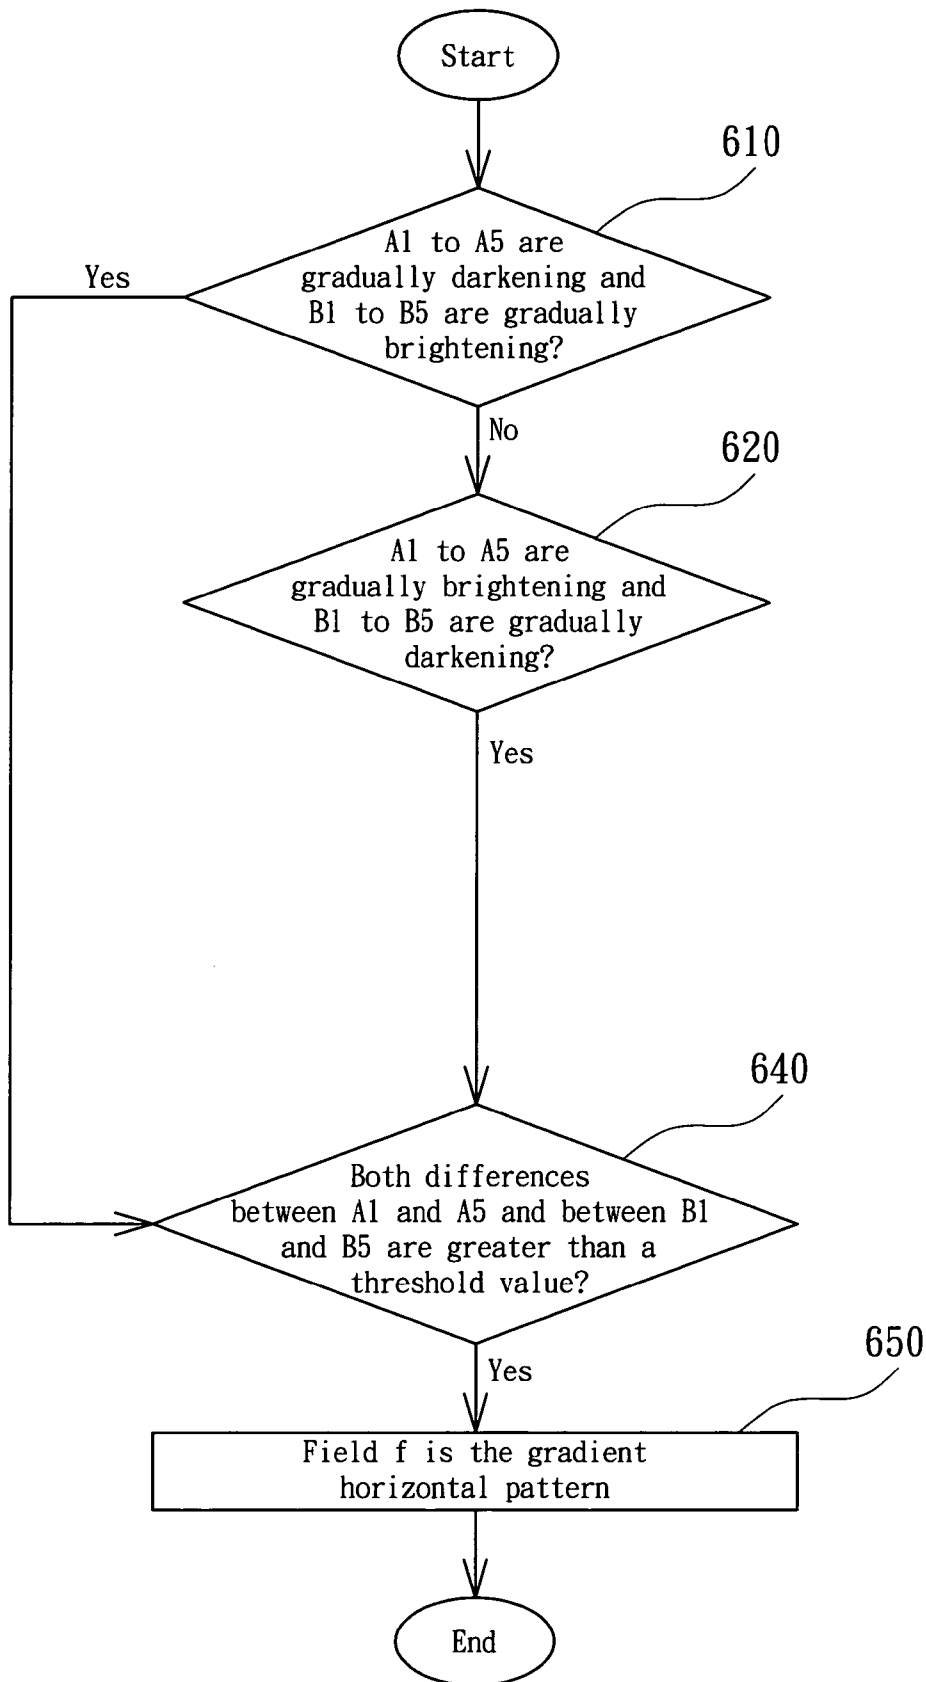 Start
610
A1 to A5 are
gradually darkening and
B1 to B5 are gradually
brightening?
Yes
No
620
A1 to A5 are
gradually brightening and
B1 to B5 are gradually
darkening?
Yes
640
Both differences
between A1 and A5 and between B1
and B5 are greater than a
threshold value?
Yes
650
Field f is the gradient
horizontal pattern
End